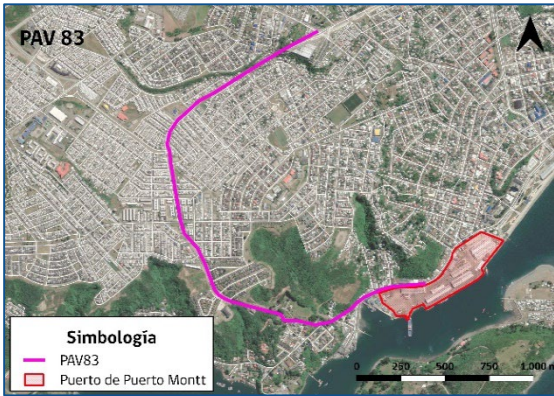 PAV 83
Simbología
PAV83
Puerto de Puerto Montt
0 250 500 750 1.000 m